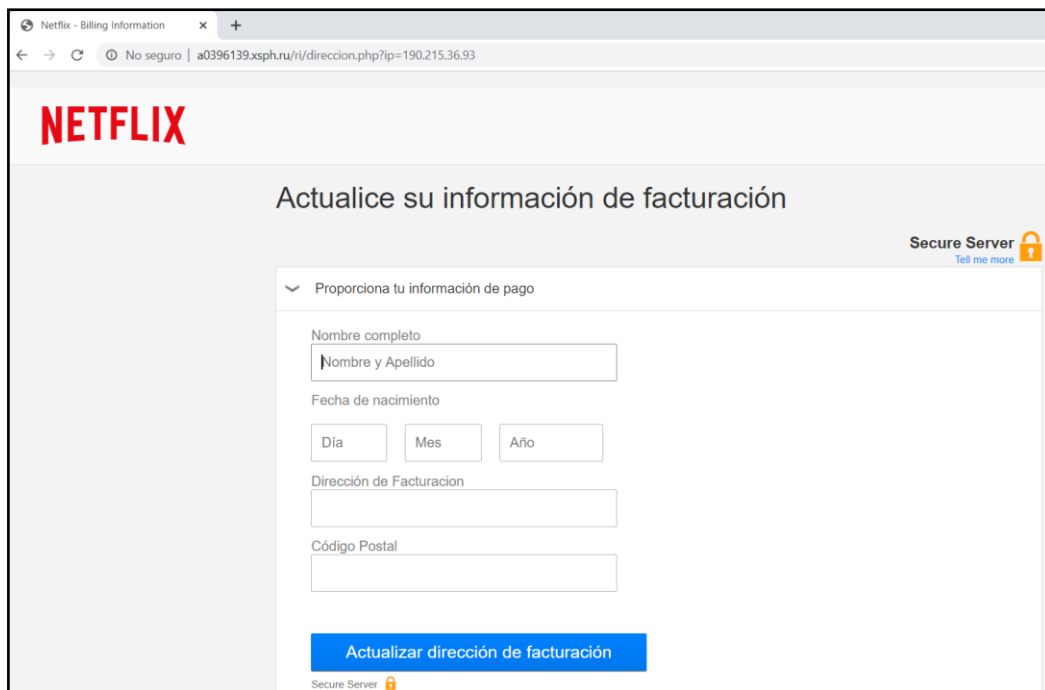 Netflix - Billing Information
No seguro | a0396139.xsph.ru/ri/direccion.php?ip=190.215.36.93
NETFLIX
Actualice su información de facturación
Secure Server
Tell me more
Proporciona tu información de pago
Nombre completo
Nombre y Apellido
Fecha de nacimiento
Día Mes Año
Dirección de Facturacion
Código Postal
Actualizar dirección de facturación
Secure Server